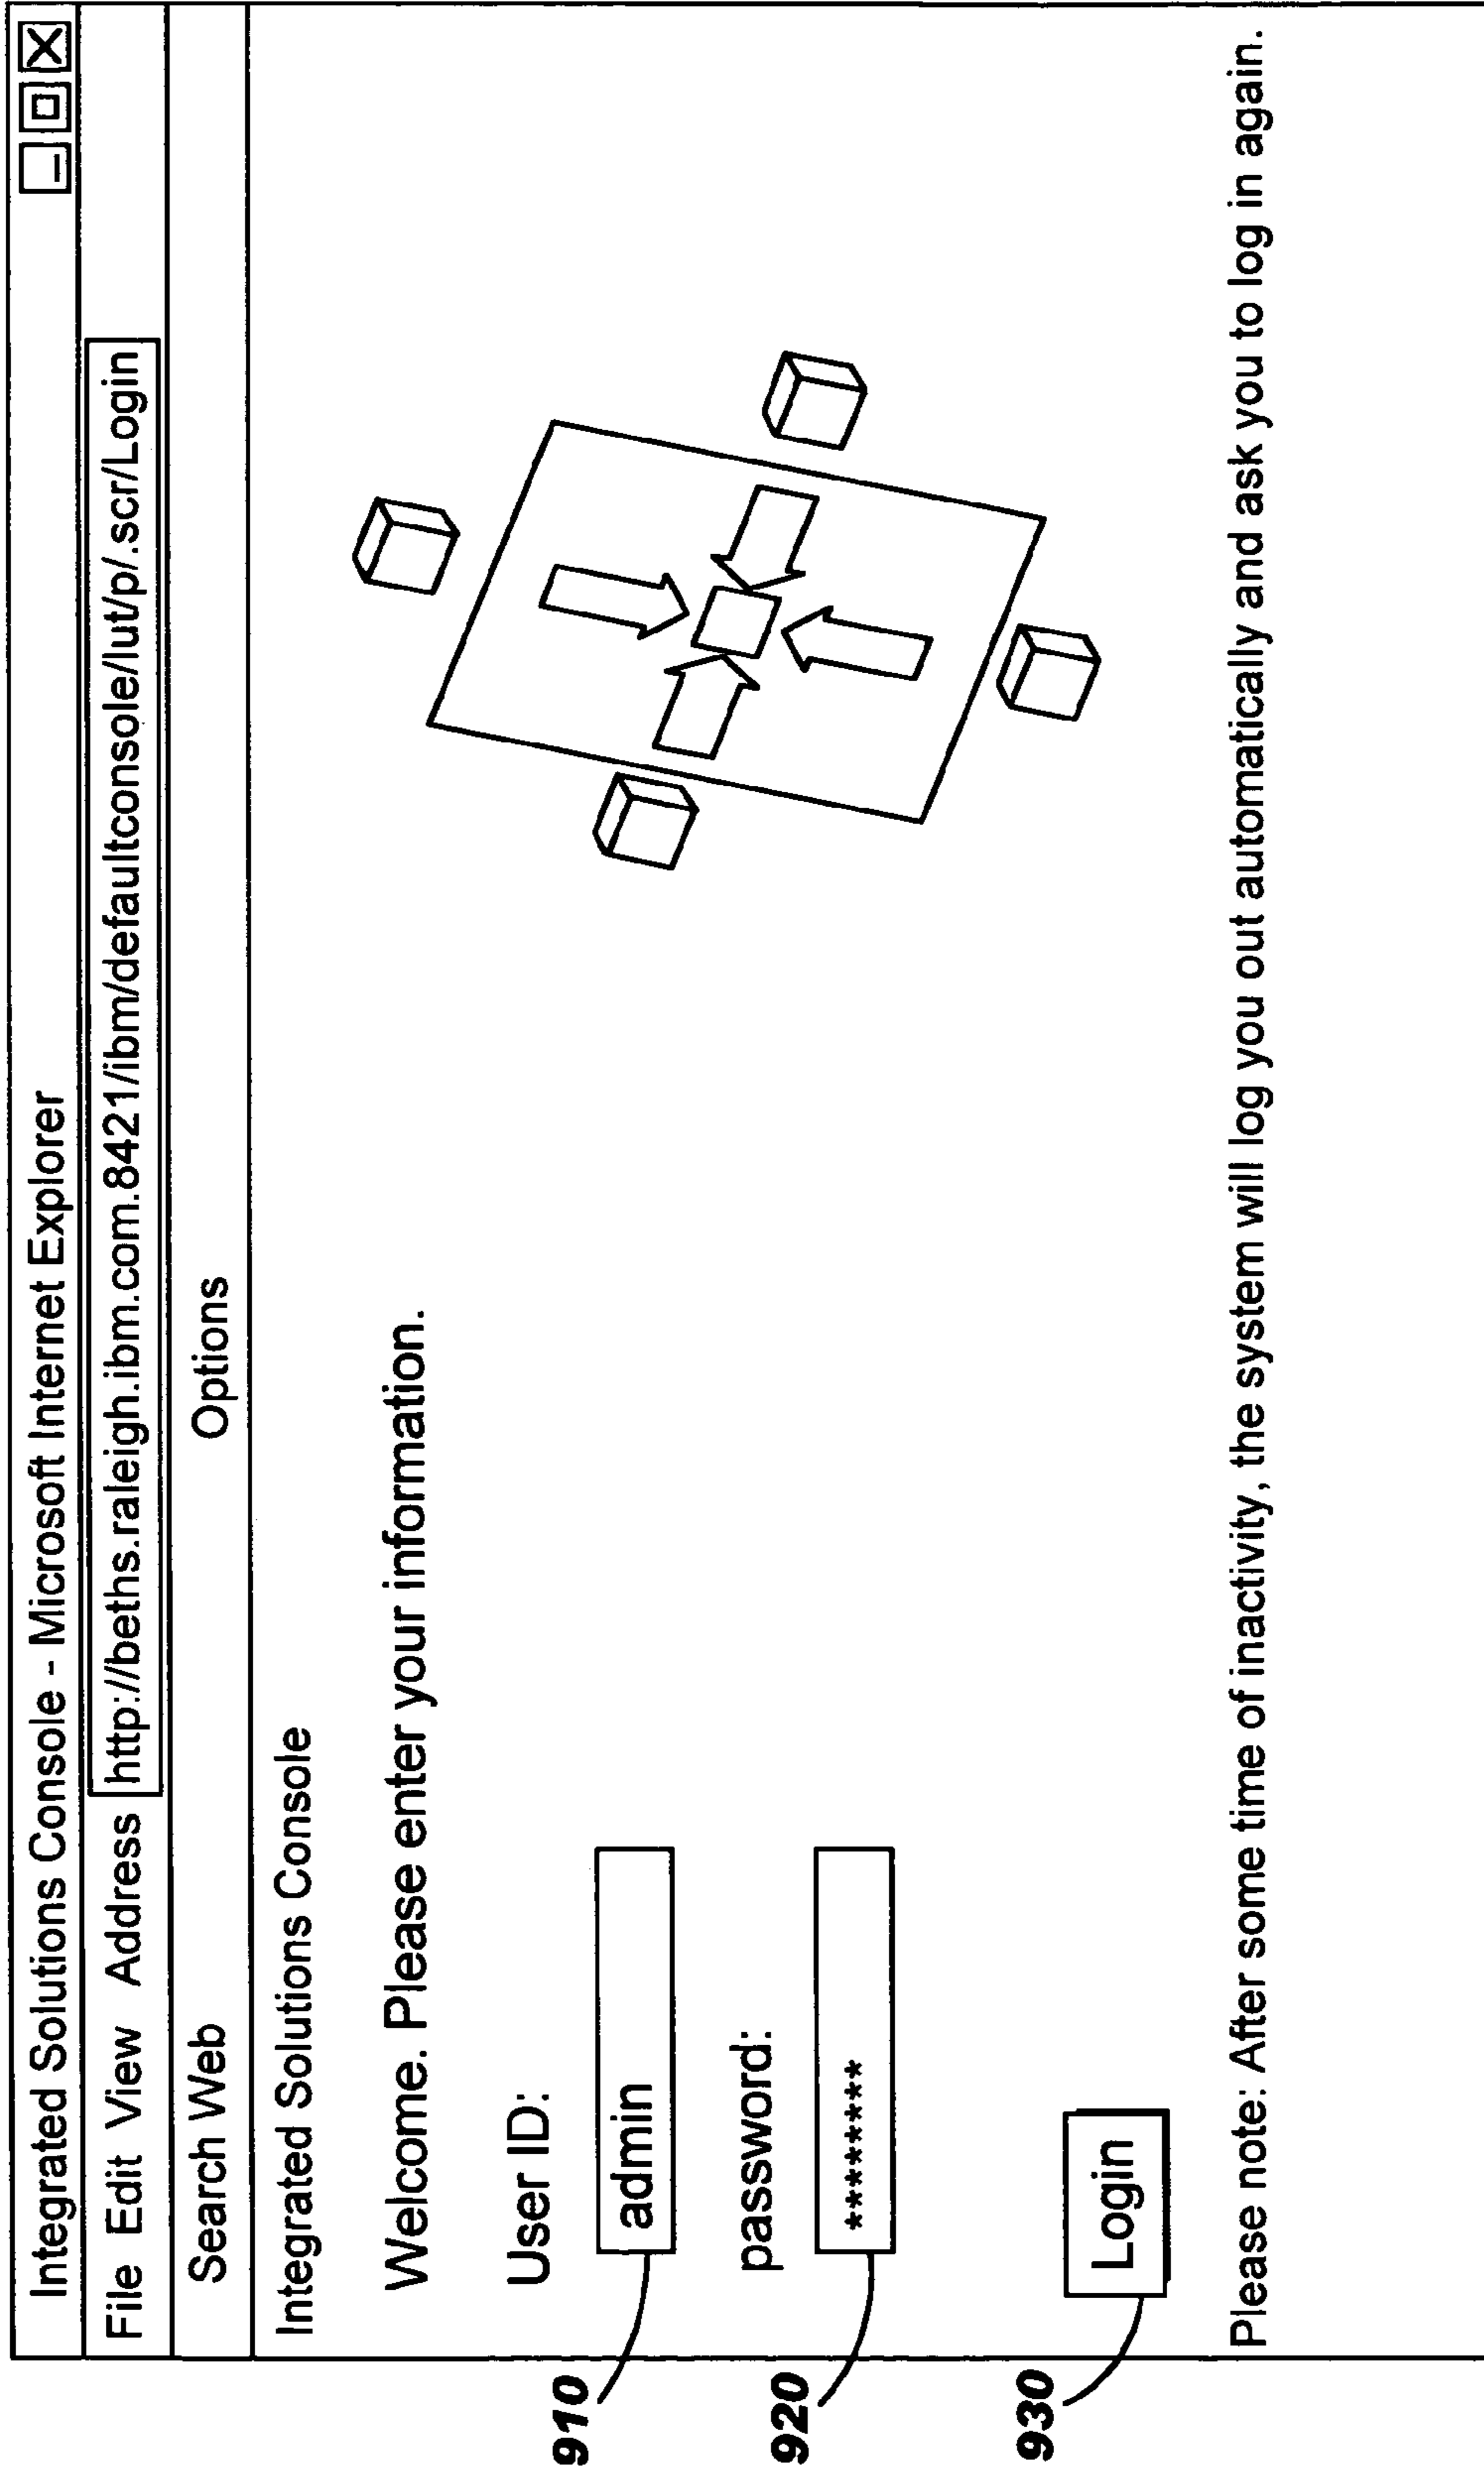 Integrated Solutions Console - Microsoft Internet Explorer
File Edit View Address http://beths.raleigh.ibm.com.8421/ibm/defaultconsole/lut/p/.scr/Login
Search Web Options
Integrated Solutions Console
Welcome. Please enter your information.
User ID:
910 admin
password:
920 ********
930 Login
Please note: After some time of inactivity, the system will log you out automatically and ask you to log in again.